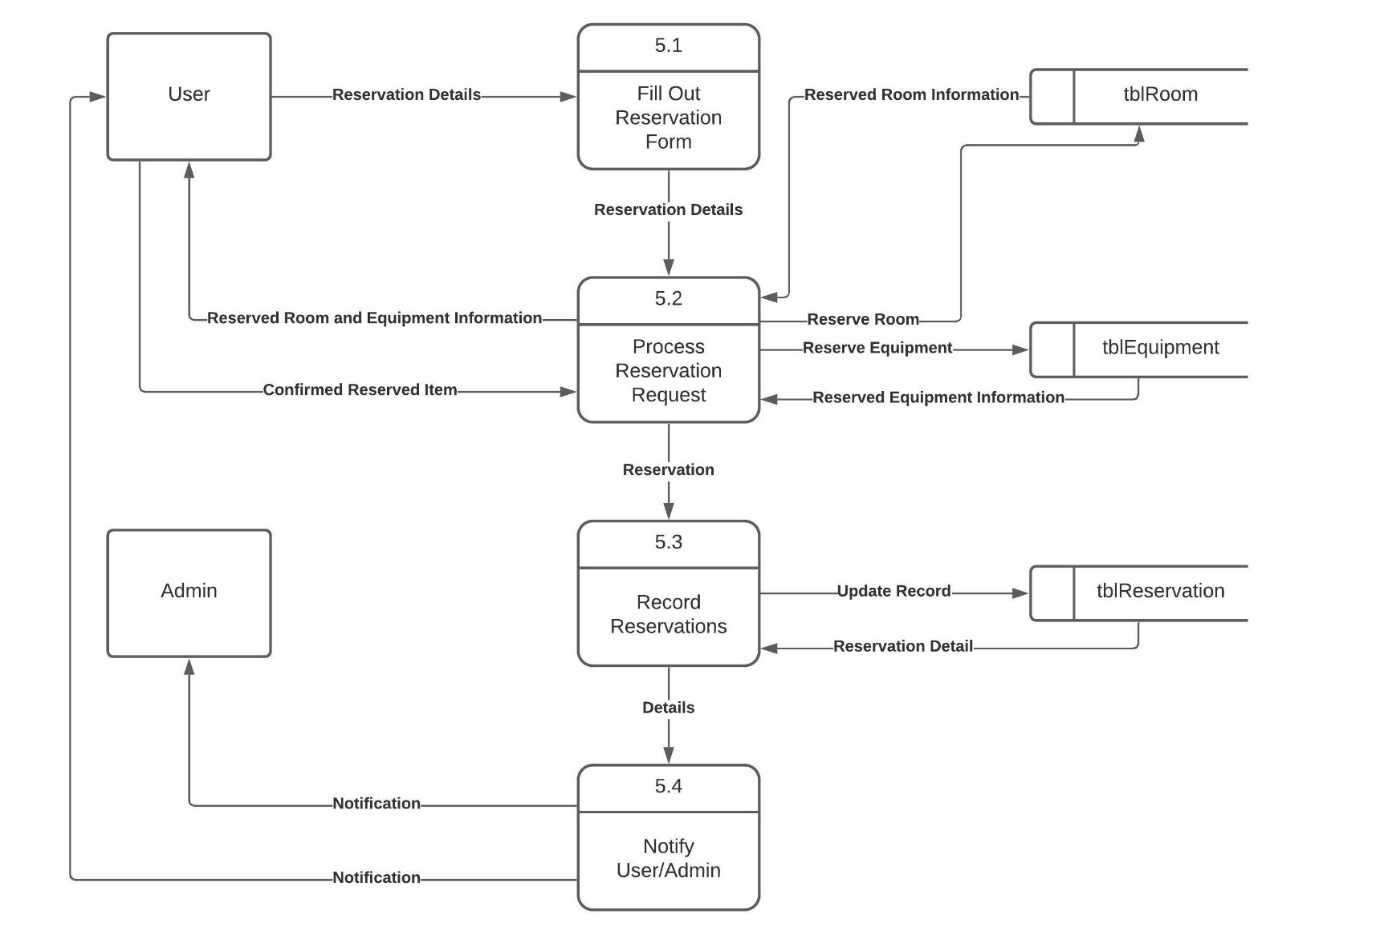 5.1
User
Reservation Details
Fill Out
Reservation
Form
Reserved Room Information
tblRoom
Reservation Details
5.2
Reserved Room and Equipment Information
Reserve Room
Process
Reservation
Request
Reserve Equipment
tblEquipment
Confirmed Reserved Item
Reserved Equipment Information
Reservation
5.3
Admin
Record
Reservations
Update Record
tblReservation
Reservation Detail
Details
5.4
Notification
Notify
User/Admin
Notification